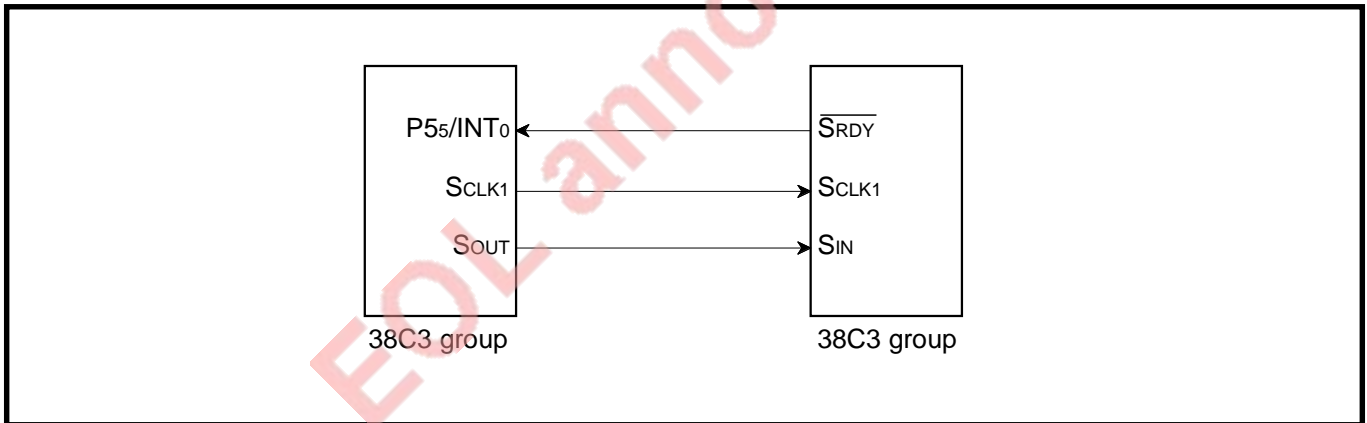 P55/INT0
SRDY
SCLK1
SCLK1
SOUT
SIN
38C3 group
38C3 group
EOL anno